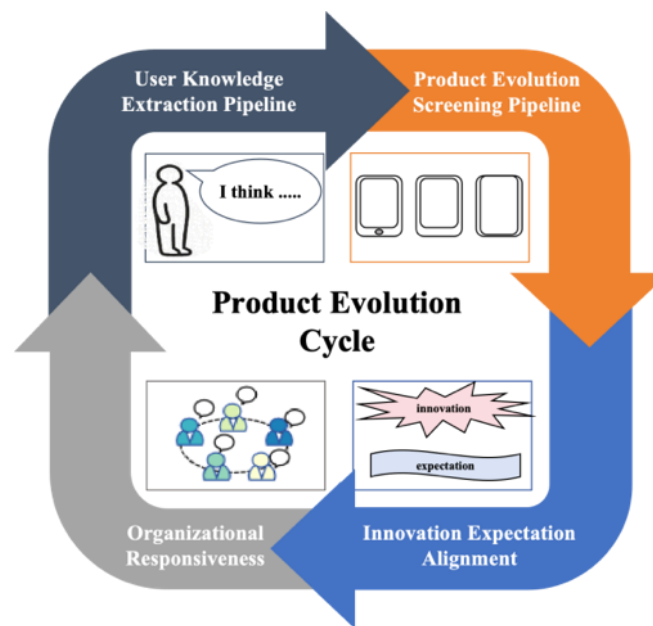 User Knowledge
Extraction Pipeline
Product Evolution
Screening Pipeline
I think .....
Product Evolution
Cycle
innovation
expectation
Organizational
Responsiveness
Innovation Expectation
Alignment